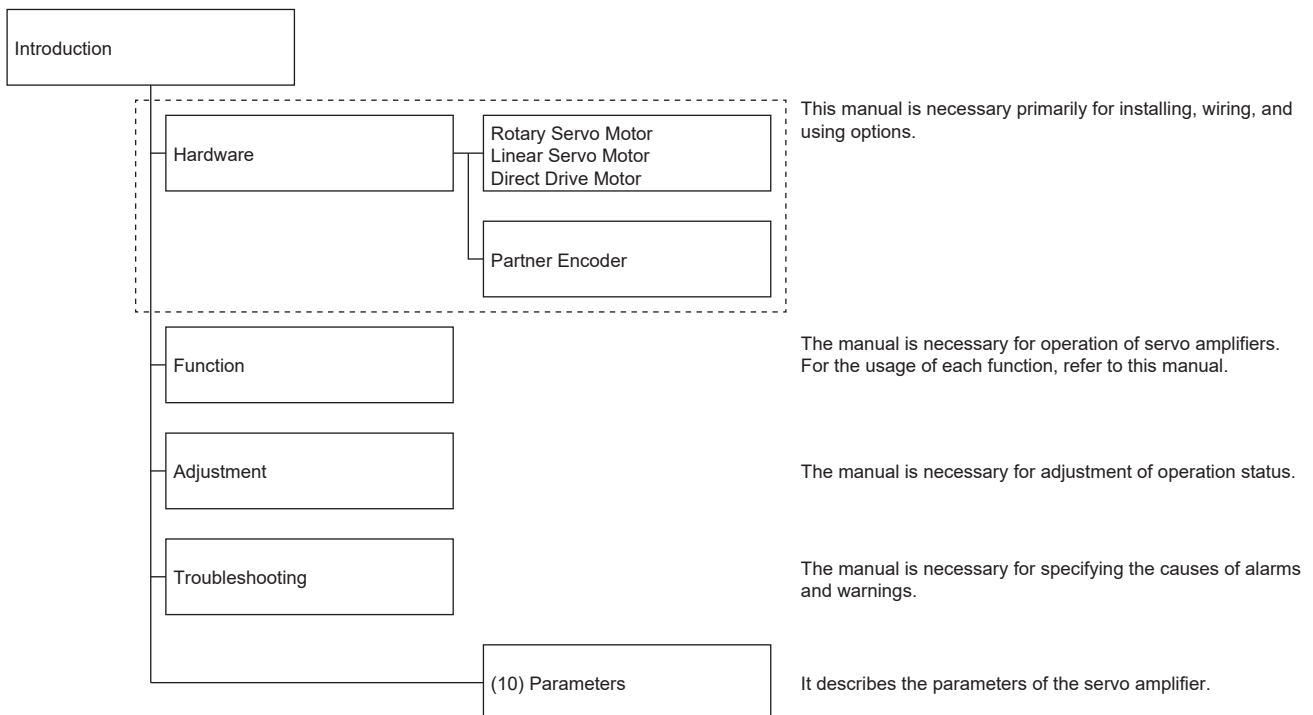 Introduction
This manual is necessary primarily for installing, wiring, and
using options.
Hardware
Rotary Servo Motor
Linear Servo Motor
Direct Drive Motor
Partner Encoder
Function
The manual is necessary for operation of servo amplifiers.
For the usage of each function, refer to this manual.
Adjustment
The manual is necessary for adjustment of operation status.
Troubleshooting
The manual is necessary for specifying the causes of alarms
and warnings.
(10) Parameters
It describes the parameters of the servo amplifier.